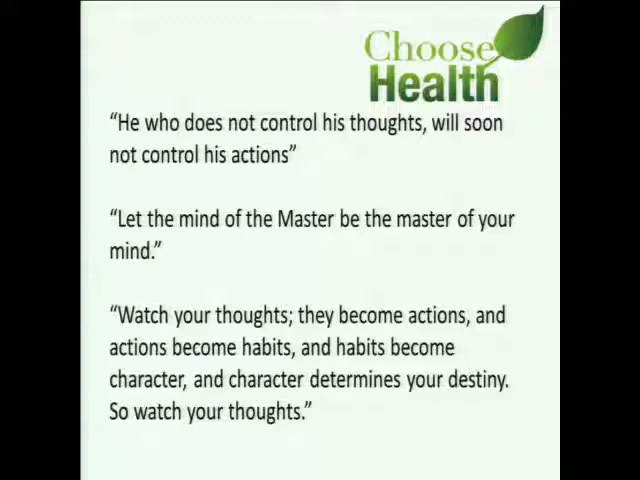 Choose
Health
“He who does not control his thoughts, will soon
not control his actions”
“Let the mind of the Master be the master of your
mind.”
“Watch your thoughts; they become actions, and
actions become habits, and habits become
character, and character determines your destiny.
So watch your thoughts.”